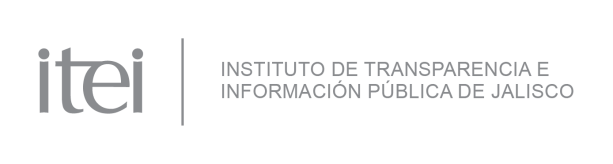 itei
INSTITUTO DE TRANSPARENCIA E
INFORMACIÓN PÚBLICA DE JALISCO